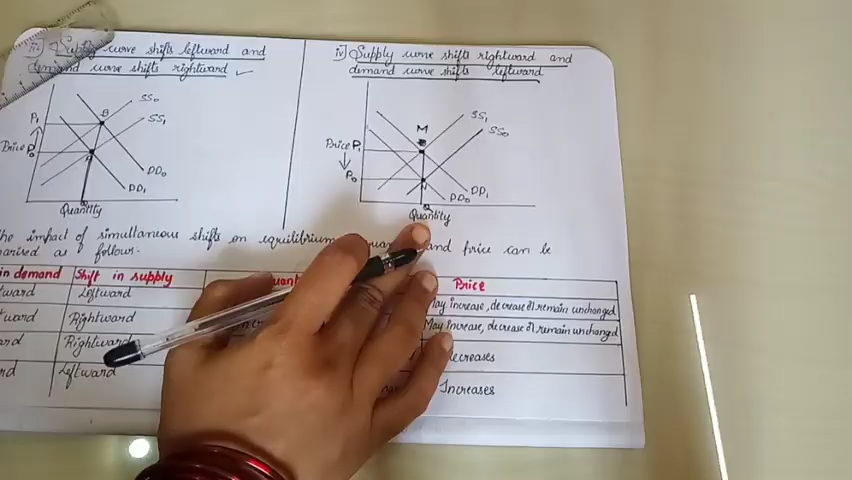 iii] Supply curve shifts leftward and
demand curve shifts rightward
SS0
B
P1
SS1
Price P0
A
DD0
DD1
Quantity
iv] Supply curve shifts rightward and
demand curve shifts leftward
M
SS1
SS0
Price P1
P0
N
DD0
DD1
Quantity
The impact of simultaneous shifts on equilibrium and price can be
as follow-
in demand Shift in supply Price
Leftward May increase, decrease or remain unchanged
Rightward May increase, decrease or remain unchanged
Rightward decreases
Leftward Increases